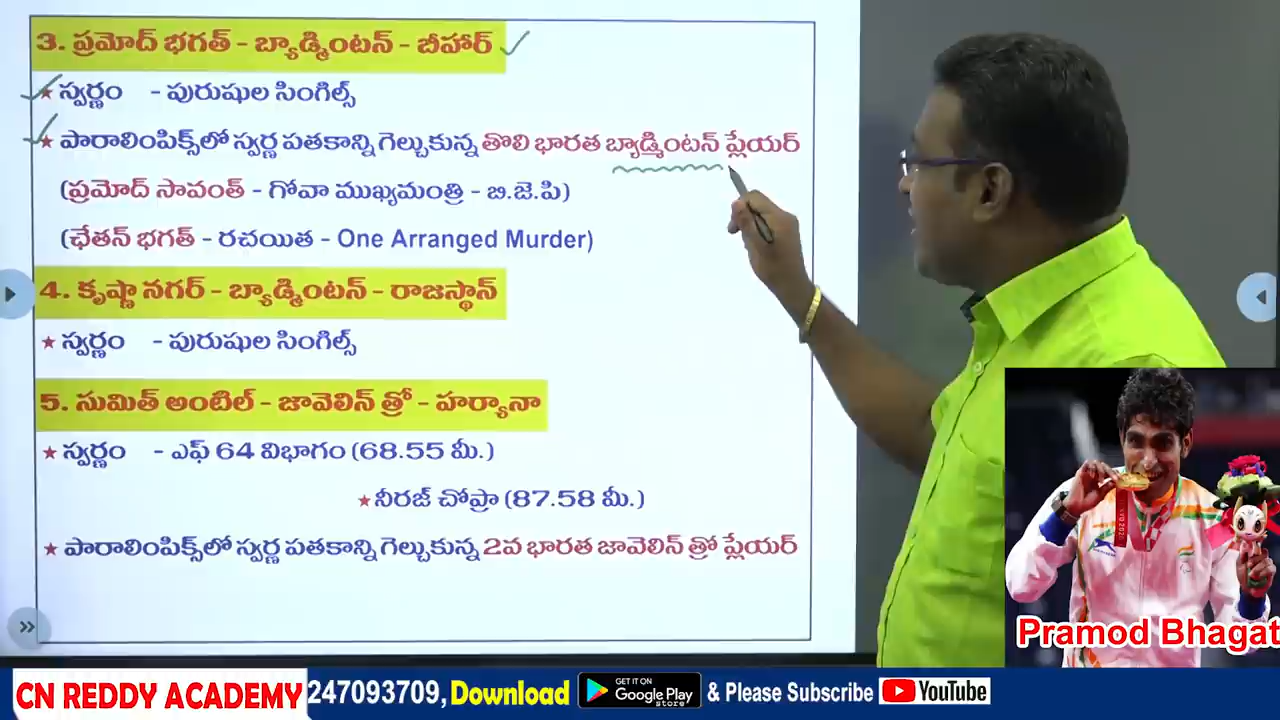 3. ప్రమోద్ భగత్ - బ్యాడ్మింటన్ - బీహార్
★ స్వర్ణం - పురుషుల సింగిల్స్
★ పారాలింపిక్స్‌లో స్వర్ణ పతకాన్ని గెల్చుకున్న తొలి భారత బ్యాడ్మింటన్ ప్లేయర్
(ప్రమోద్ సావంత్ - గోవా ముఖ్యమంత్రి - బి.జె.పి)
(ఛేతన్ భగత్ - రచయిత - One Arranged Murder)
4. కృష్ణా నగర్ - బ్యాడ్మింటన్ - రాజస్థాన్
★ స్వర్ణం - పురుషుల సింగిల్స్
5. సుమిత్ అంటిల్ - జావెలిన్ త్రో - హర్యానా
★ స్వర్ణం - ఎఫ్ 64 విభాగం (68.55 మీ.)
★ నీరజ్ చోప్రా (87.58 మీ.)
★ పారాలింపిక్స్‌లో స్వర్ణ పతకాన్ని గెల్చుకున్న 2వ భారత జావెలిన్ త్రో ప్లేయర్
Pramod Bhagat
CN REDDY ACADEMY 247093709, Download GET IT ON Google Play store & Please Subscribe YouTube